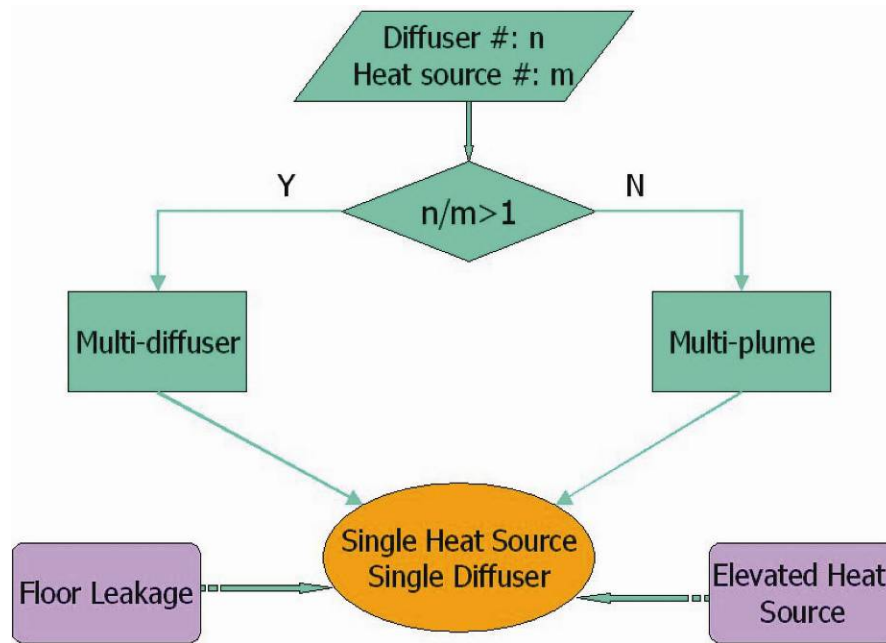 Diffuser #: n
Heat source #: m
Y
N
n/m>1
Multi-diffuser
Multi-plume
Single Heat Source
Single Diffuser
Floor Leakage
Elevated Heat
Source